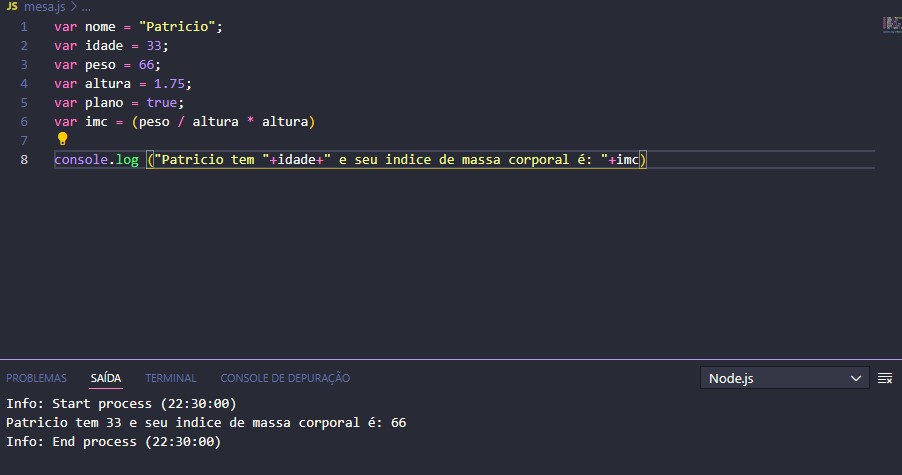 JS mesa.js > ...
1 var nome = "Patricio";
2 var idade = 33;
3 var peso = 66;
4 var altura = 1.75;
5 var plano = true;
6 var imc = (peso / altura * altura)
7
8 console.log ("Patricio tem "+idade+" e seu indice de massa corporal é: "+imc)
PROBLEMAS SAÍDA TERMINAL CONSOLE DE DEPURAÇÃO Node.js
Info: Start process (22:30:00)
Patricio tem 33 e seu indice de massa corporal é: 66
Info: End process (22:30:00)